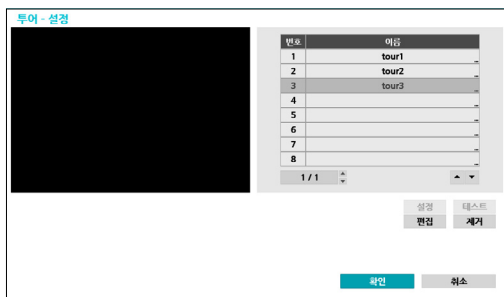 투어 - 설정
번호 이름
1 tour1 ...
2 tour2 ...
3 tour3 ...
4 ...
5 ...
6 ...
7 ...
8 ...
1 / 1
설정 테스트
편집 제거
확인 취소